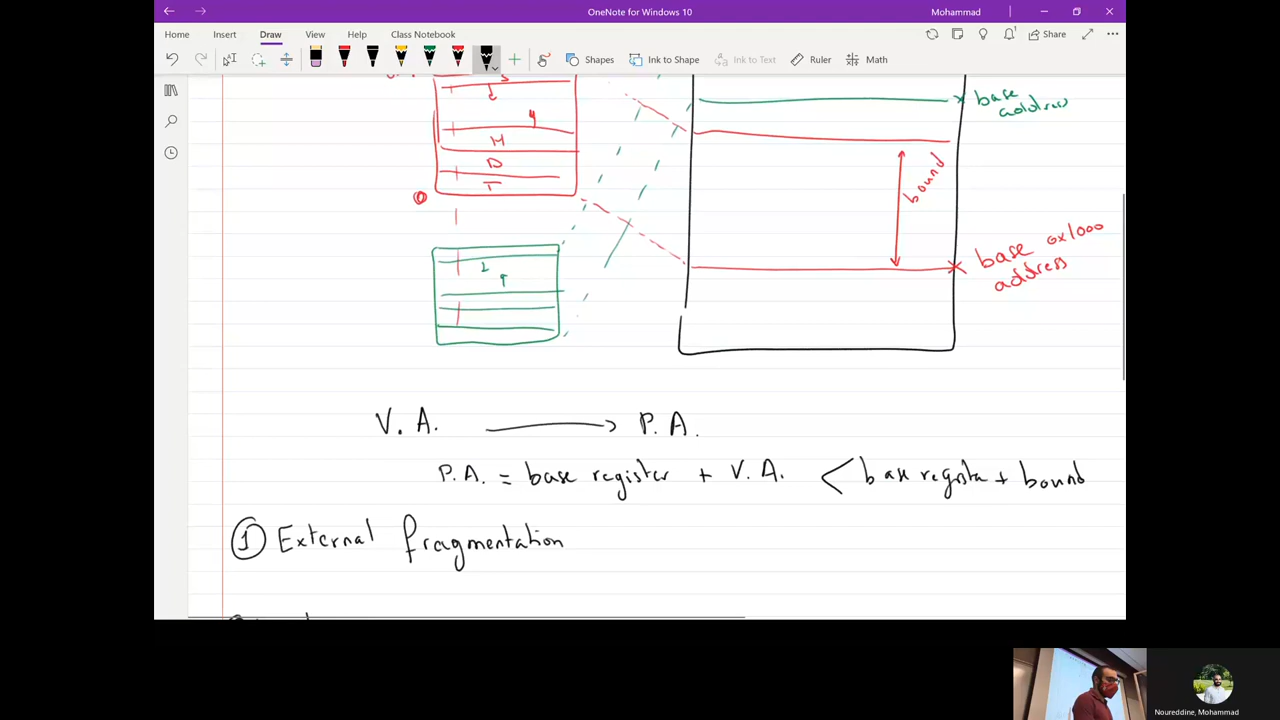 OneNote for Windows 10
Mohammad
Home Insert Draw View Help Class Notebook
Share
Shapes Ink to Shape Ink to Text Ruler Math
base
address
H
D
T
0
bound
base 0x1000
address
V.A. P.A.
P.A. = base register + V.A. < base register + bound
① External fragmentation
Noureddine, Mohammad